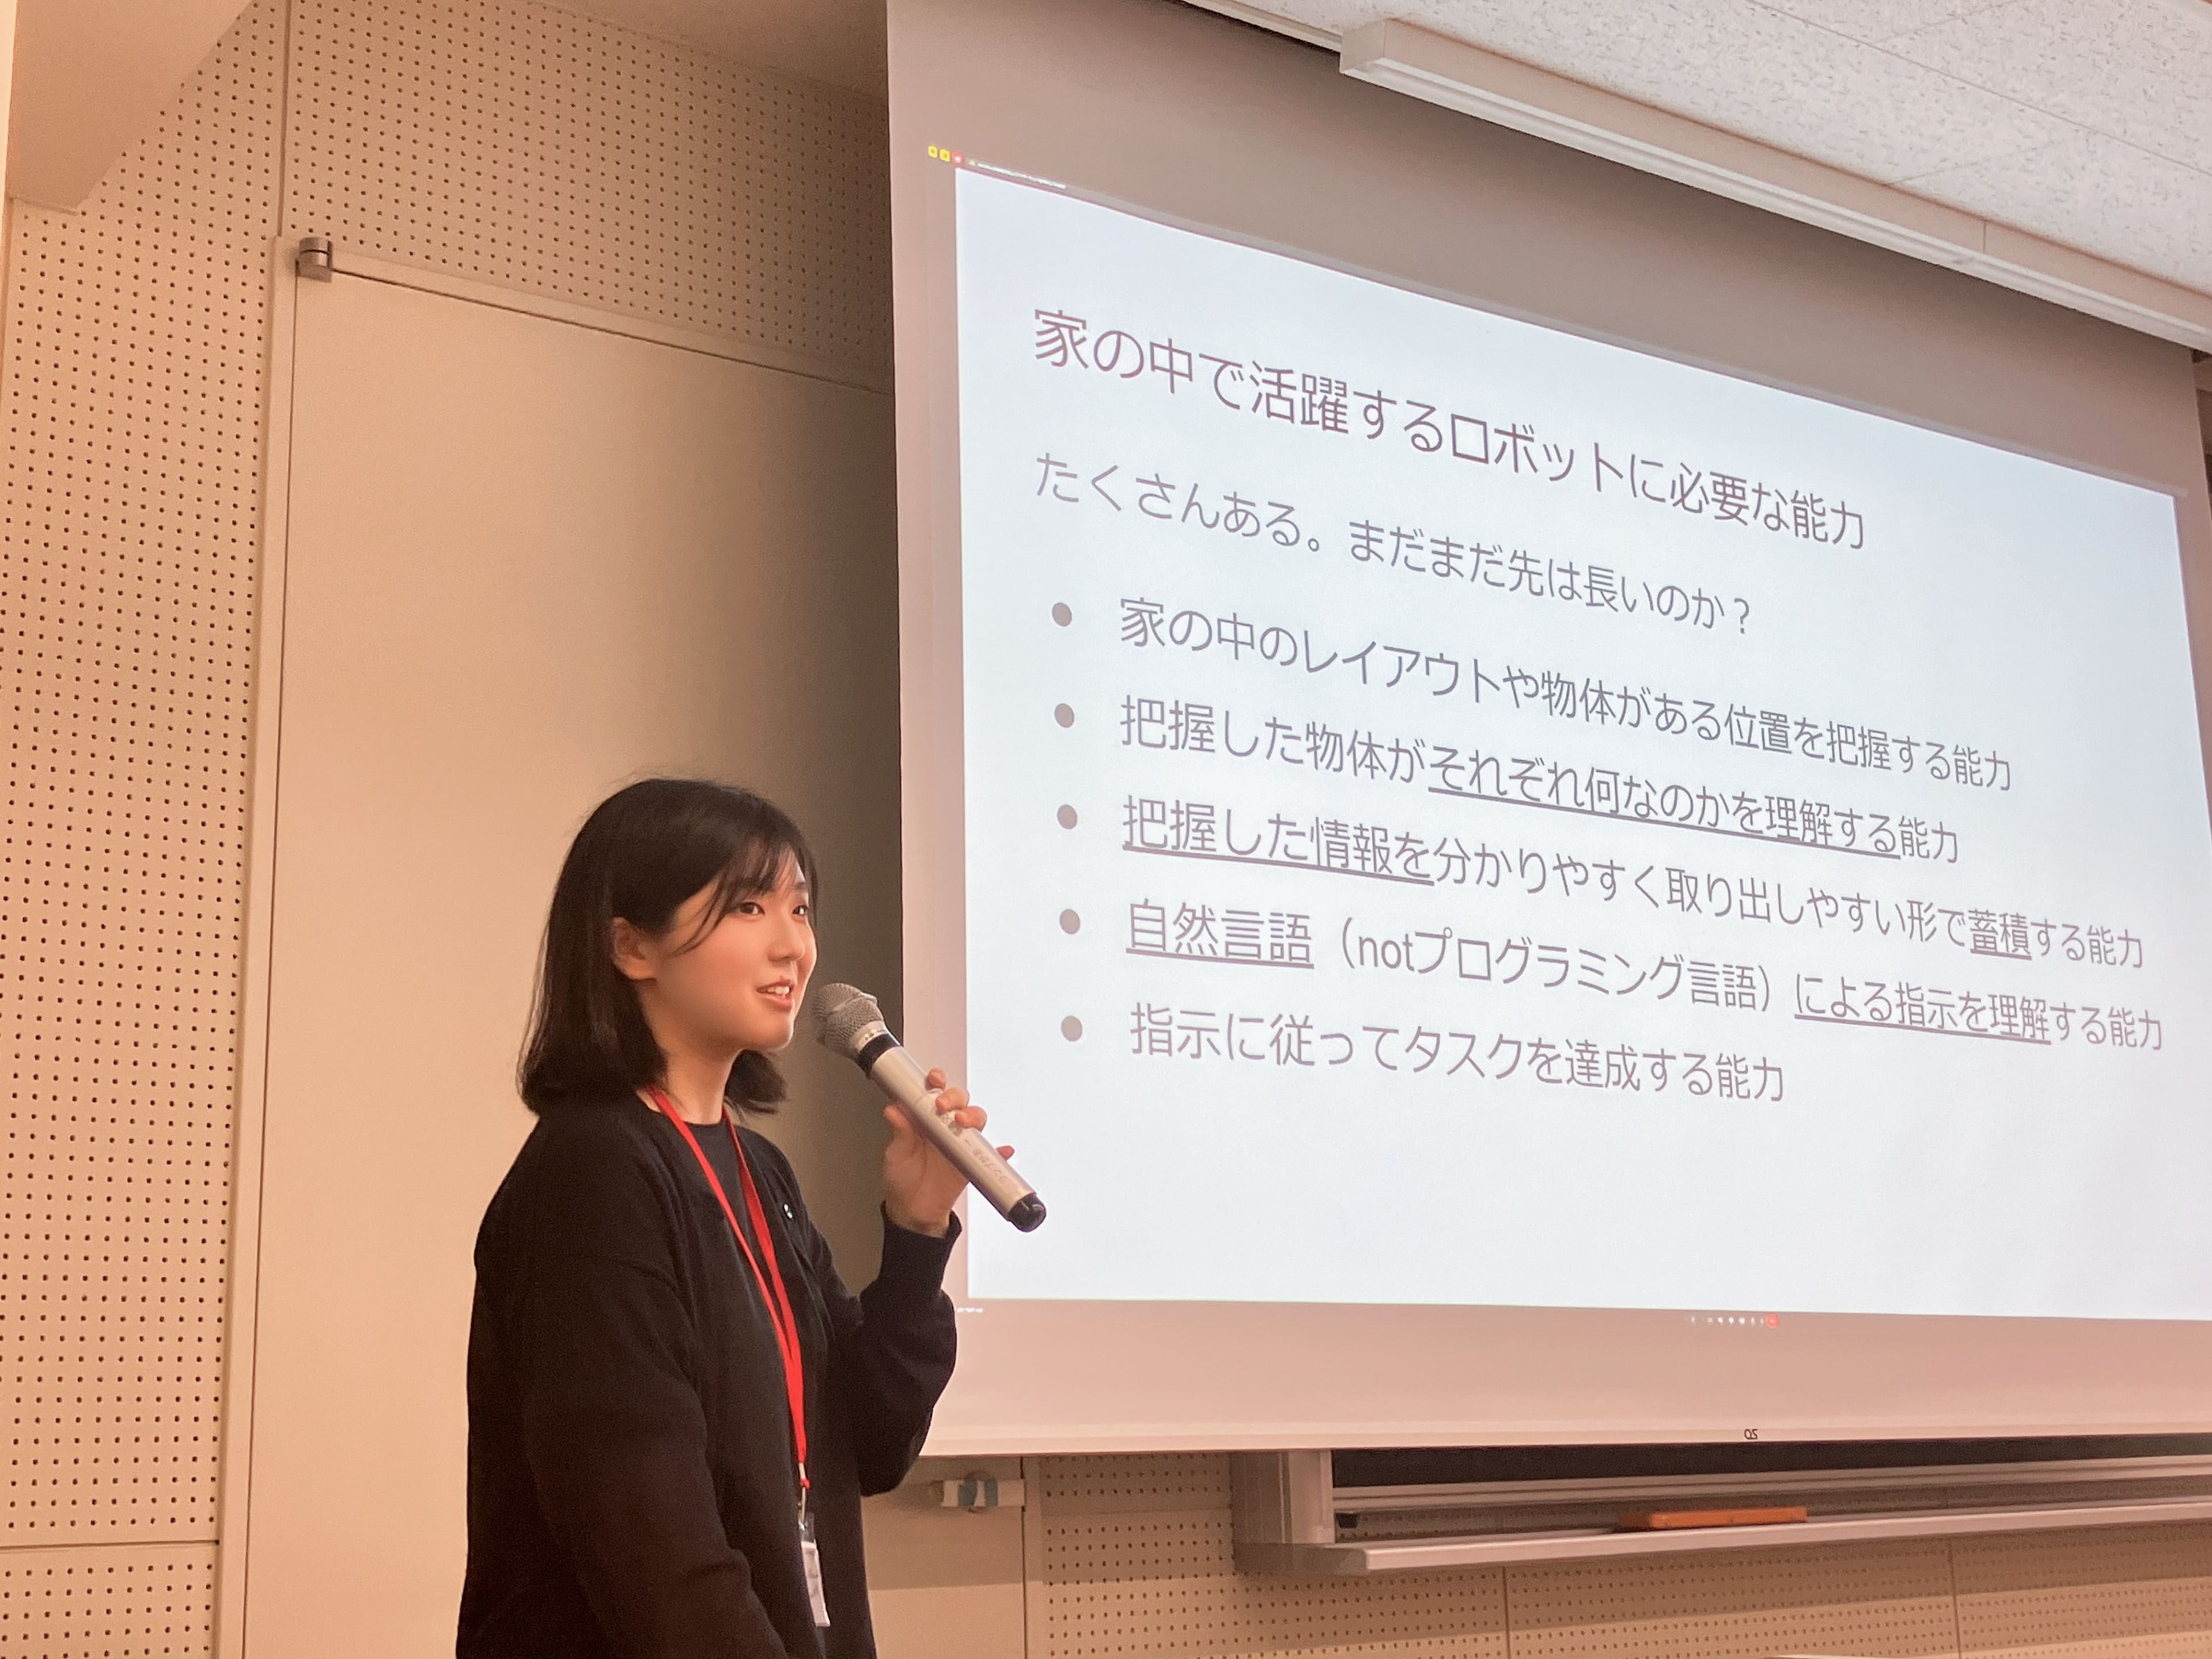 家の中で活躍するロボットに必要な能力
たくさんある。まだまだ先は長いのか？
● 家の中のレイアウトや物体がある位置を把握する能力
● 把握した物体がそれぞれ何なのかを理解する能力
● 把握した情報を分かりやすく取り出しやすい形で蓄積する能力
● 自然言語（notプログラミング言語）による指示を理解する能力
● 指示に従ってタスクを達成する能力
OS